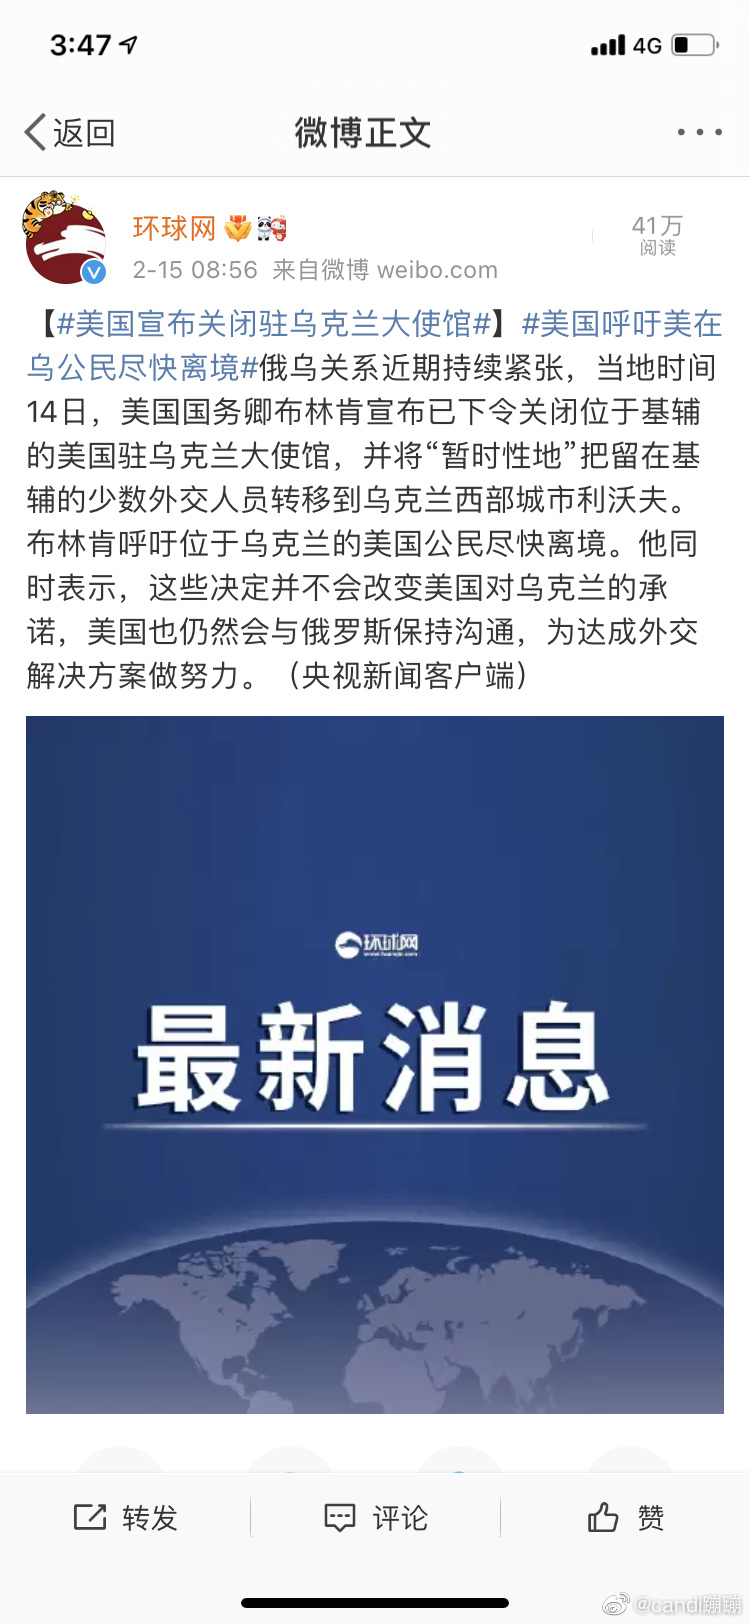 3:47
4G
返回
微博正文
环球网
41万
阅读
2-15 08:56 来自微博 weibo.com
【#美国宣布关闭驻乌克兰大使馆#】#美国呼吁美在
乌公民尽快离境#俄乌关系近期持续紧张，当地时间
14日，美国国务卿布林肯宣布已下令关闭位于基辅
的美国驻乌克兰大使馆，并将“暂时性地”把留在基
辅的少数外交人员转移到乌克兰西部城市利沃夫。
布林肯呼吁位于乌克兰的美国公民尽快离境。他同
时表示，这些决定并不会改变美国对乌克兰的承
诺，美国也仍然会与俄罗斯保持沟通，为达成外交
解决方案做努力。（央视新闻客户端）
环球网
www.huanqiu.com
最新消息
转发
评论
赞
@candl蹦蹦